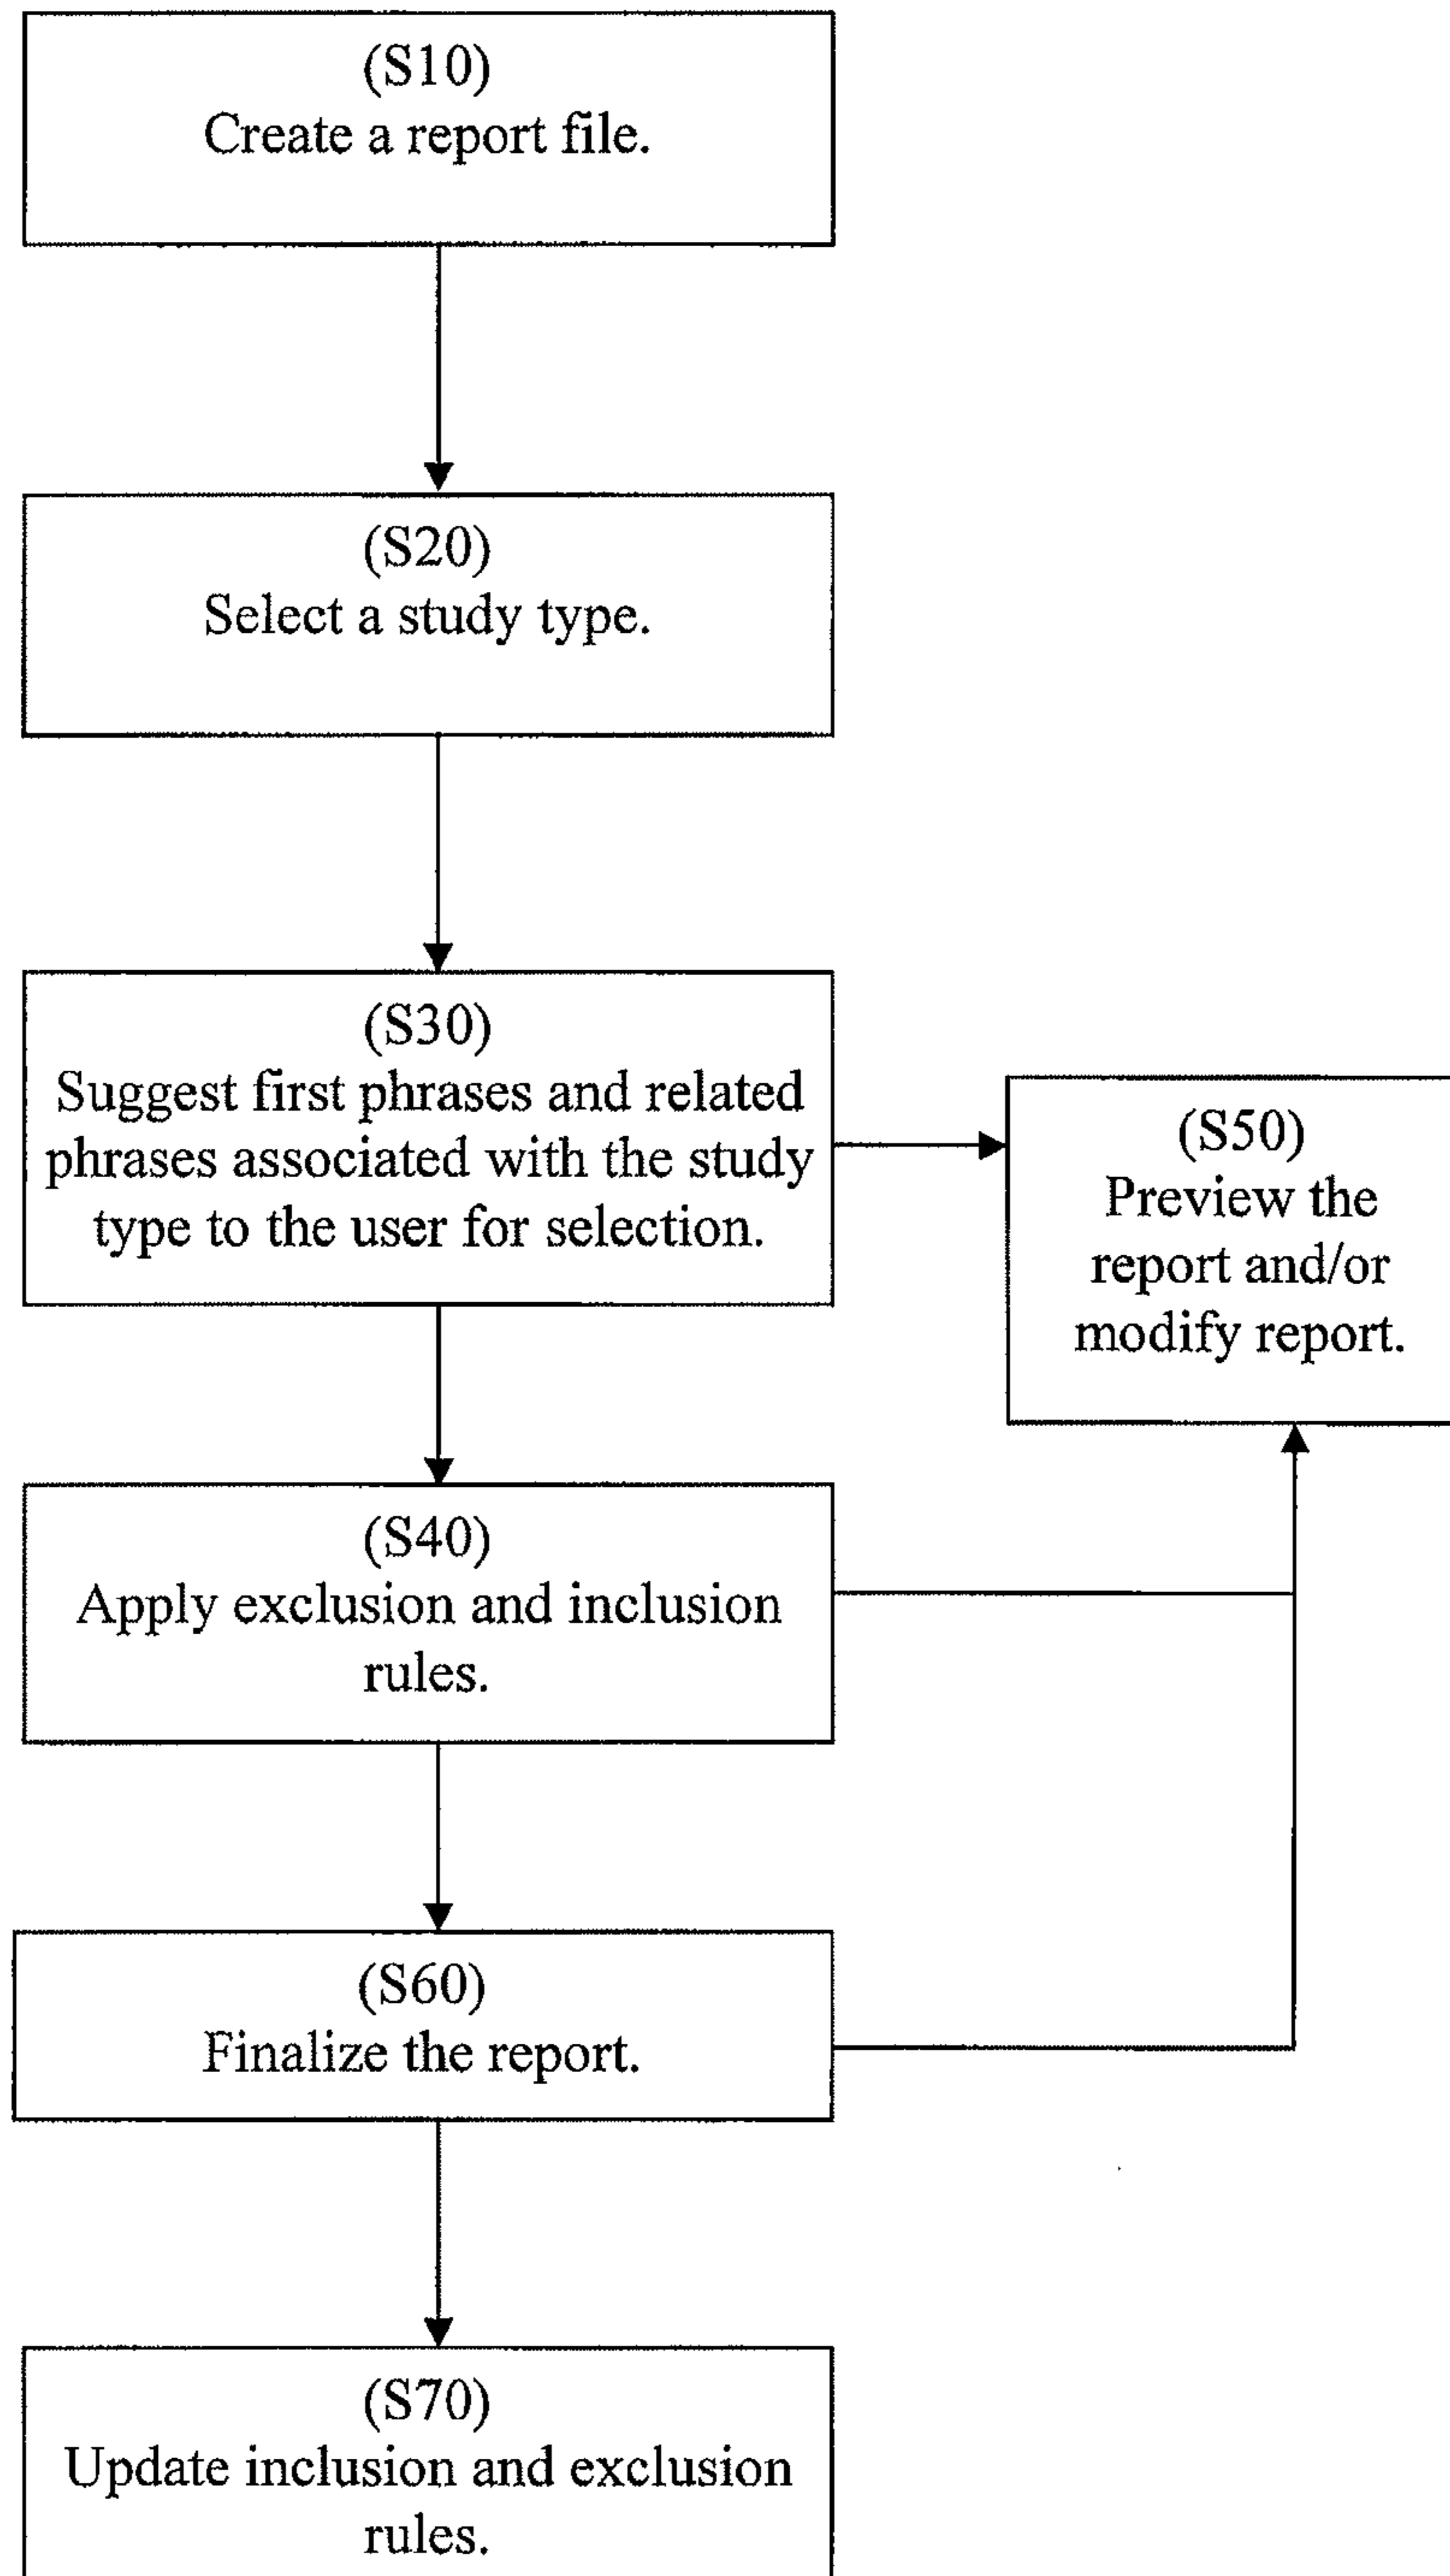 (S10)
Create a report file.
(S20)
Select a study type.
(S30)
Suggest first phrases and related
phrases associated with the study
type to the user for selection.
(S50)
Preview the
report and/or
modify report.
(S40)
Apply exclusion and inclusion
rules.
(S60)
Finalize the report.
(S70)
Update inclusion and exclusion
rules.